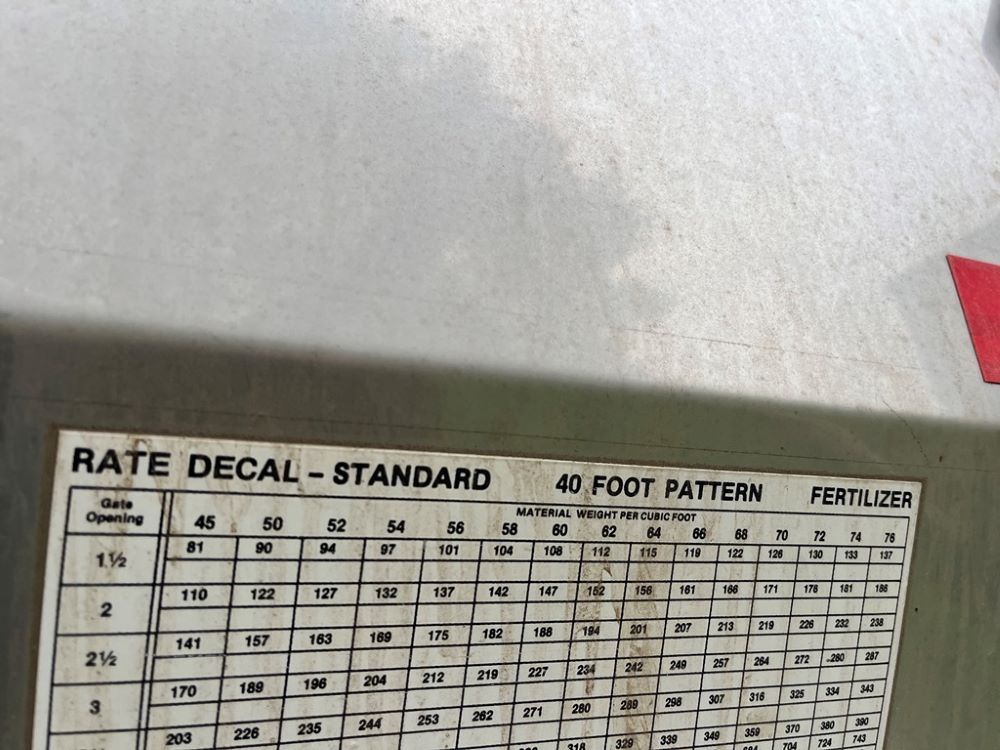 RATE DECAL – STANDARD 40 FOOT PATTERN FERTILIZER
Gate
Opening
MATERIAL WEIGHT PER CUBIC FOOT
45 50 52 54 56 58 60 62 64 66 68 70 72 74 76
1½ 81 90 94 97 101 104 108 112 115 119 122 126 130 133 137
2 110 122 127 132 137 142 147 152 156 161 166 171 176 181 186
2½ 141 157 163 169 175 182 188 194 201 207 213 219 226 232 238
3 170 189 196 204 212 219 227 234 242 249 257 264 272 280 287
203 226 235 244 253 262 271 280 289 298 307 316 325 334 343
318 329 339 349 359 370 380 390
704 724 743